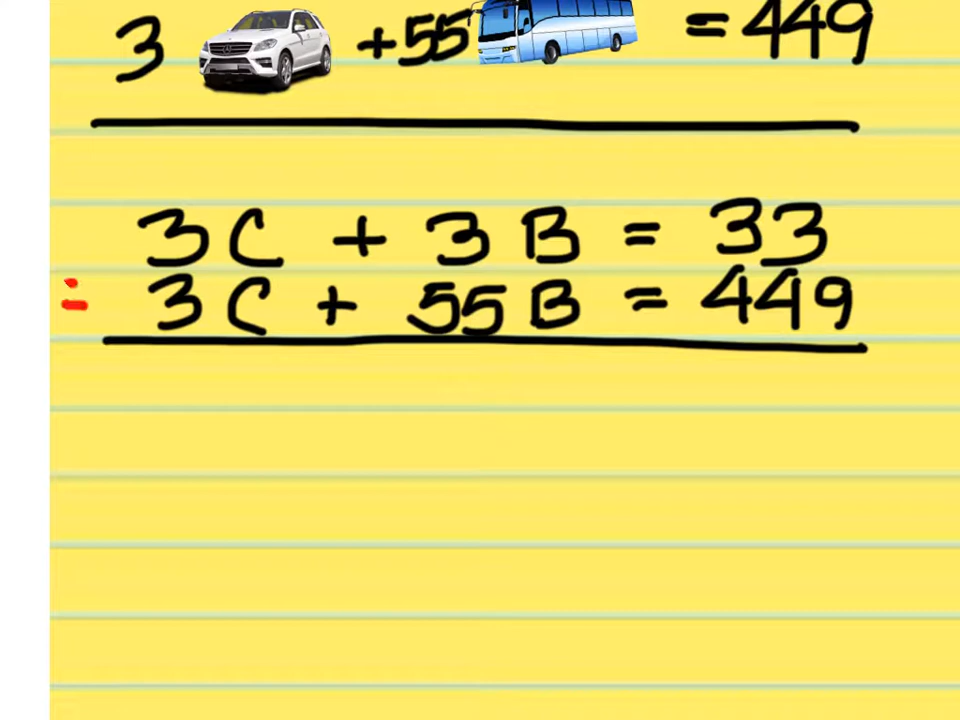 3 +55 =449
3C + 3B = 33
3C + 55B = 449